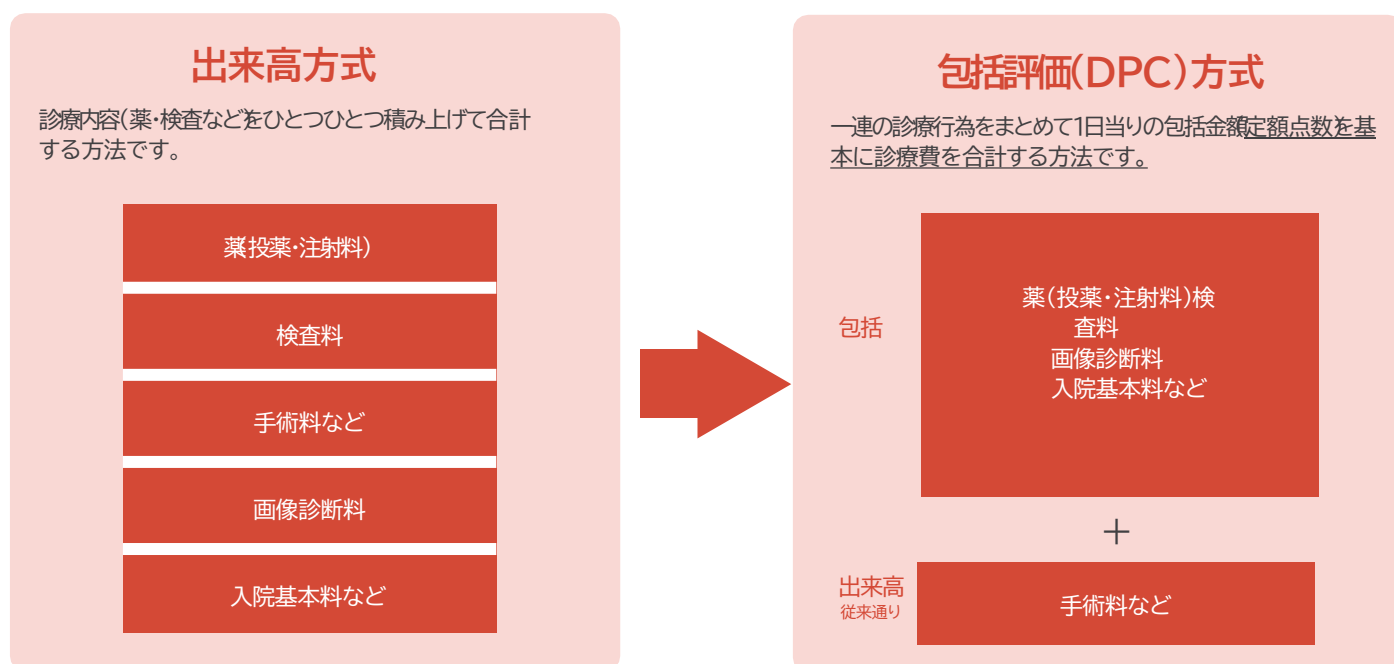 出来高方式
診療内容(薬・検査など)をひとつひとつ積み上げて合計
する方法です。
薬(投薬・注射料)
検査料
手術料など
画像診断料
入院基本料など
包括評価(DPC)方式
一連の診療行為をまとめて1日当りの包括金額(定額点数)を基
本に診療費を合計する方法です。
包括
薬(投薬・注射料)検
査料
画像診断料
入院基本料など
+
出来高
従来通り
手術料など